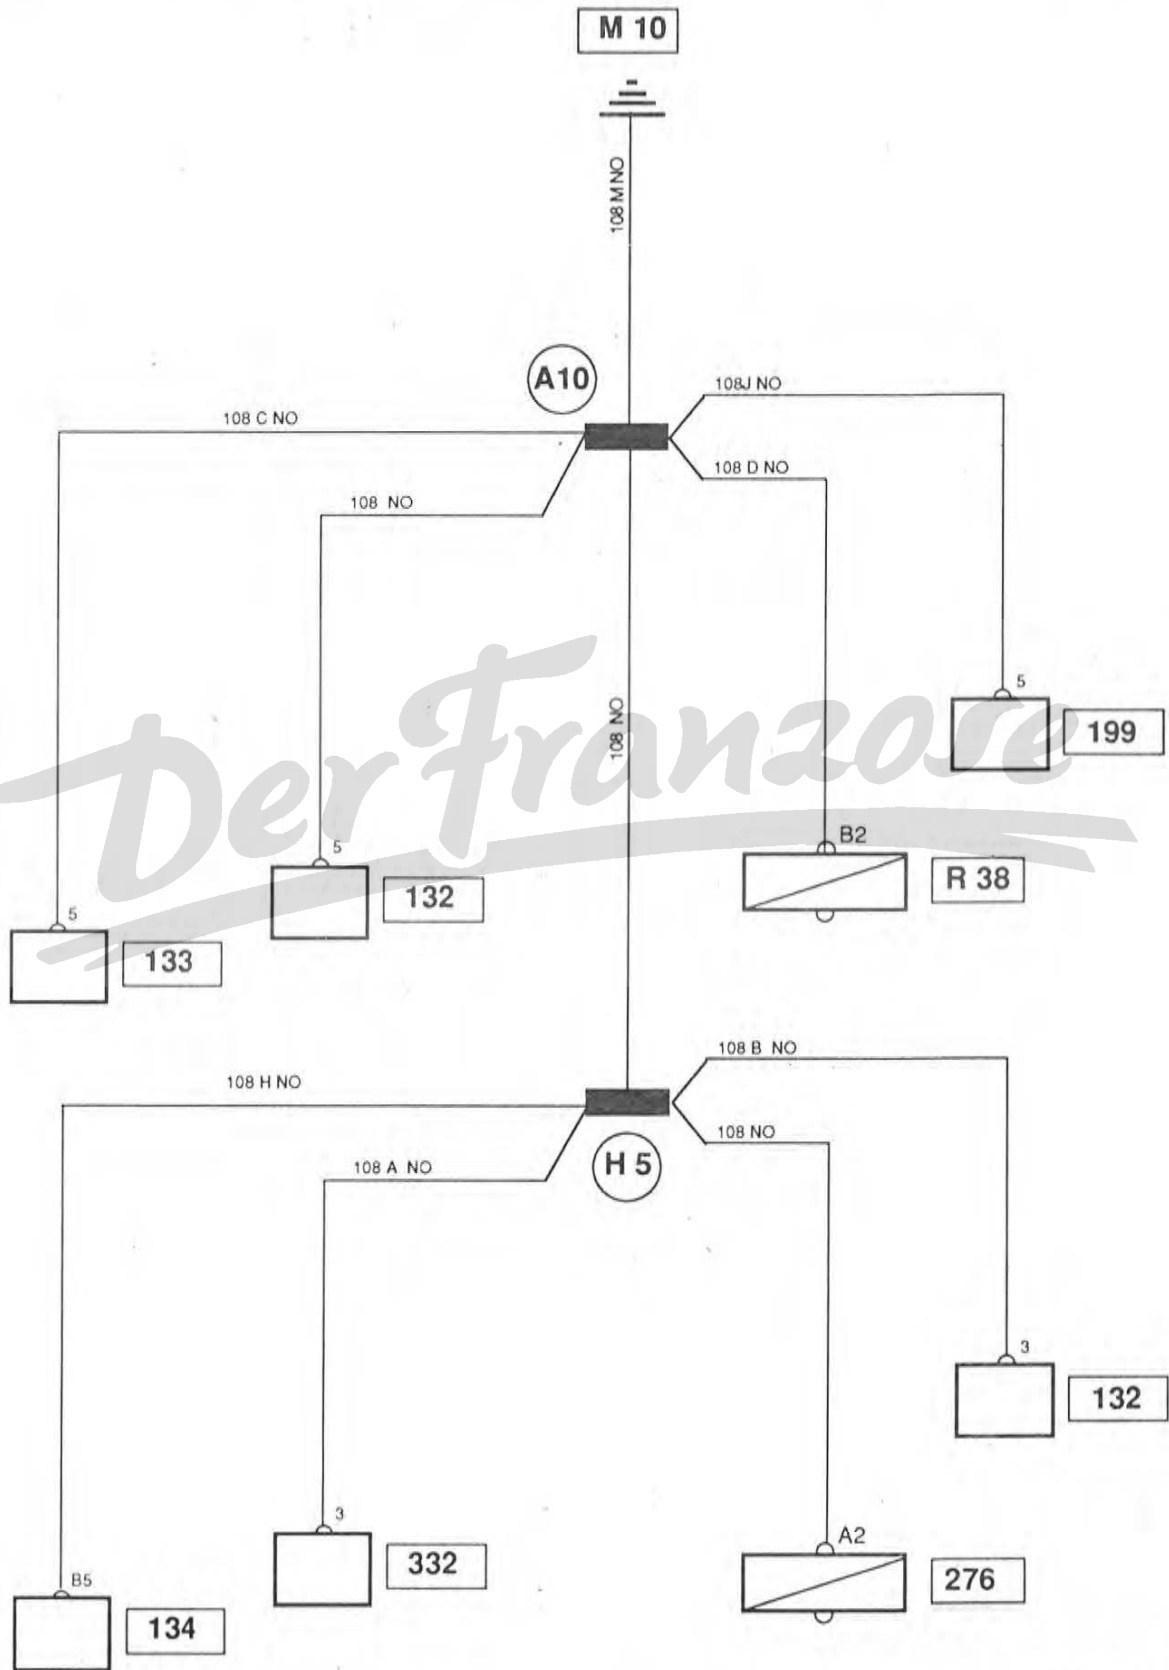 M 10
108 M NO
A10
108J NO
108 C NO
108 D NO
108 NO
108 NO
5
199
Der Franzose
B2
5
132
R 38
5
133
108 B NO
108 H NO
108 NO
H 5
108 A NO
3
132
3
A2
332
276
B5
134